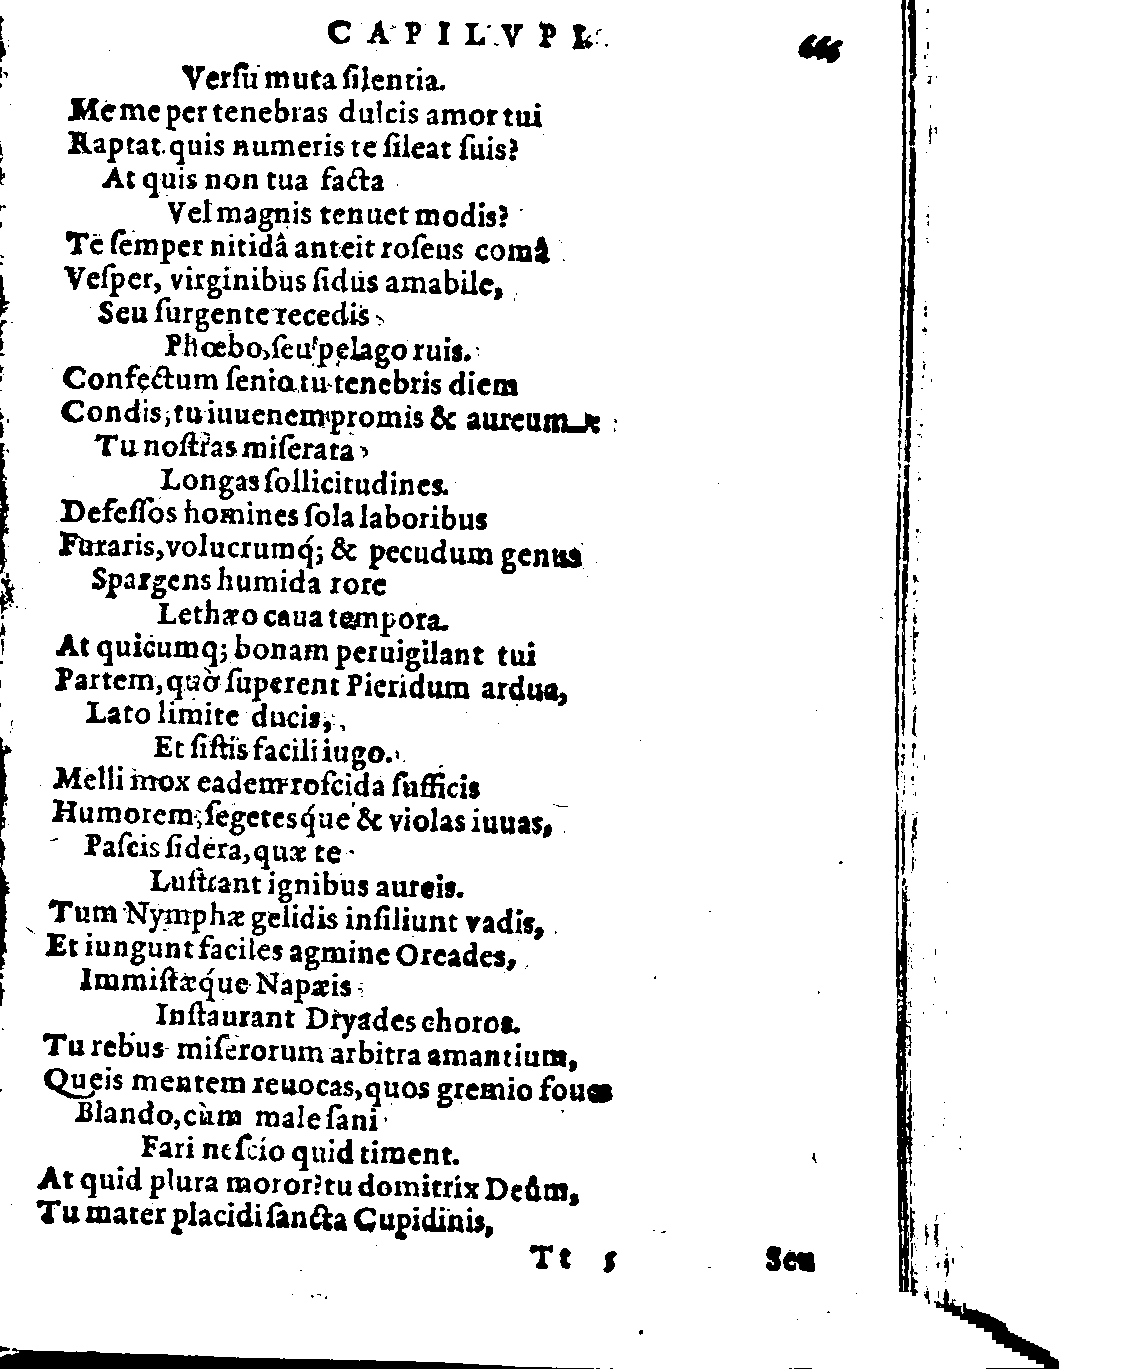 CAPILVPI.
666
Versu muta ſilentia.
Me me per tenebras dulcis amor tui
Raptat. quis numeris te ſileat ſuis?
At quis non tua facta
Vel magnis tenuet modis?
Te ſemper nitidâ anteit roſeus comâ
Veſper, virginibus ſidus amabile,
Seu ſurgente recedis
Phœbo, ſeu pelago ruis.
Confectum ſenio tu tenebris diem
Condis, tu iuuenem promis & aureum
Tu noſtras miſerata
Longas ſollicitudines.
Defeſſos homines ſola laboribus
Furaris, volucrumq́; & pecudum genus
Spargens humida rore
Lethæo caua tempora.
At quicumq; bonam peruigilant tui
Partem, quò ſuperent Pieridum ardua,
Lato limite ducis,
Et ſiſtis facili iugo.
Melli mox eadem roſcida ſufficis
Humorem, ſegetesq́ue & violas iuuas,
Paſcis ſidera, quæ te
Luſtrant ignibus aureis.
Tum Nymphæ gelidis inſiliunt vadis,
Et iungunt faciles agmine Oreades,
Immiſtæq́ue Napæis
Inſtaurant Dryades choros.
Tu rebus miſerorum arbitra amantium,
Queis mentem reuocas, quos gremio foues
Blando, cùm male ſani
Fari neſcio quid timent.
At quid plura moror? tu domitrix Deûm,
Tu mater placidi ſancta Cupidinis,
Tt 5 Seu